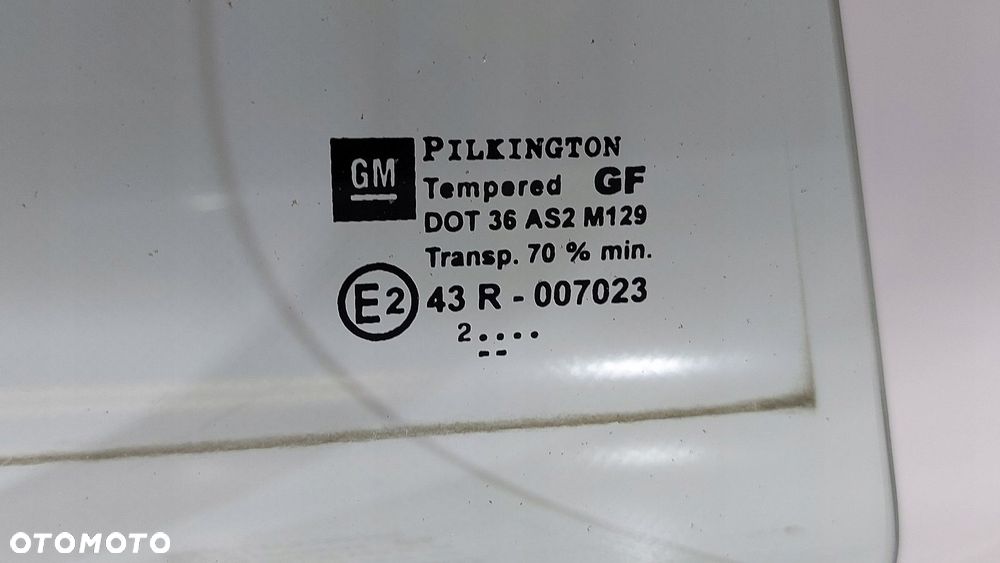 GM
PILKINGTON
Tempered GF
DOT 36 AS2 M129
Transp. 70 % min.
E2 43 R - 007023
2....
--
OTOMOTO